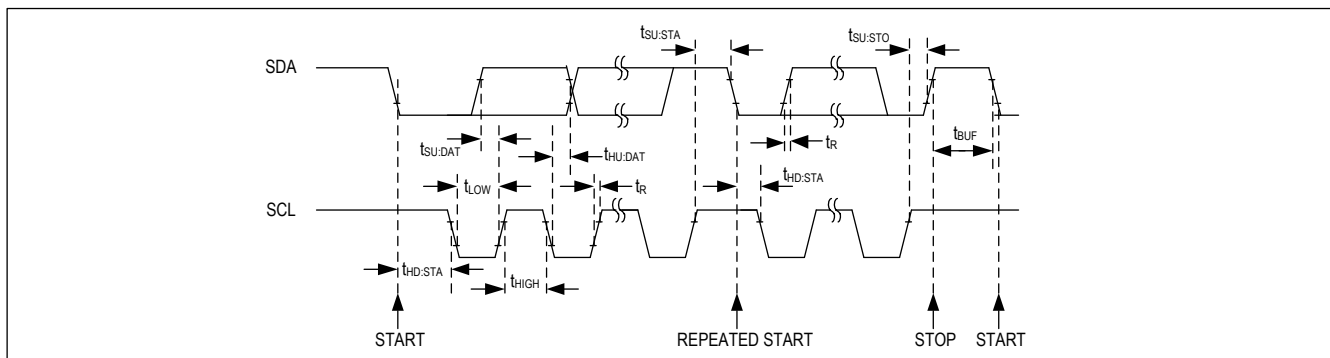 tSU:STA
tSU:STO
SDA
tSU:DAT
tHU:DAT
tR
tBUF
tLOW
tR
tHD:STA
SCL
tHD:STA
tHIGH
START
REPEATED START
STOP
START